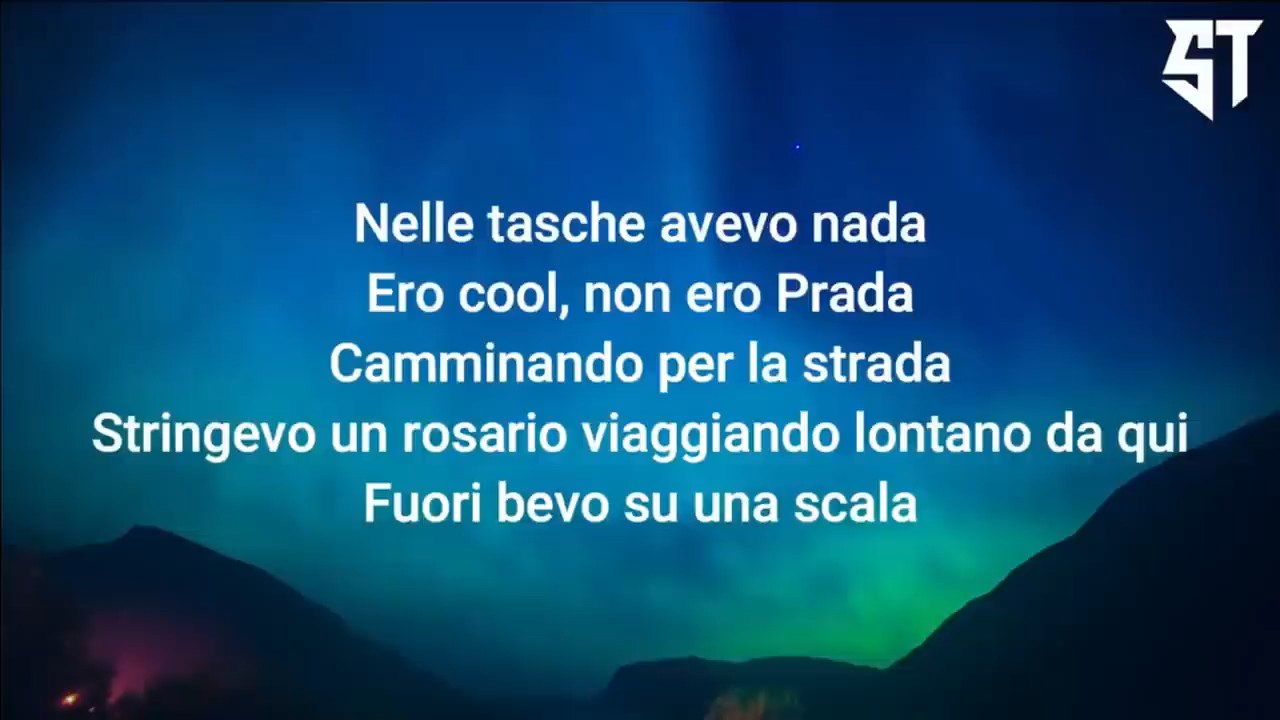 ST
Nelle tasche avevo nada
Ero cool, non ero Prada
Camminando per la strada
Stringevo un rosario viaggiando lontano da qui
Fuori bevo su una scala